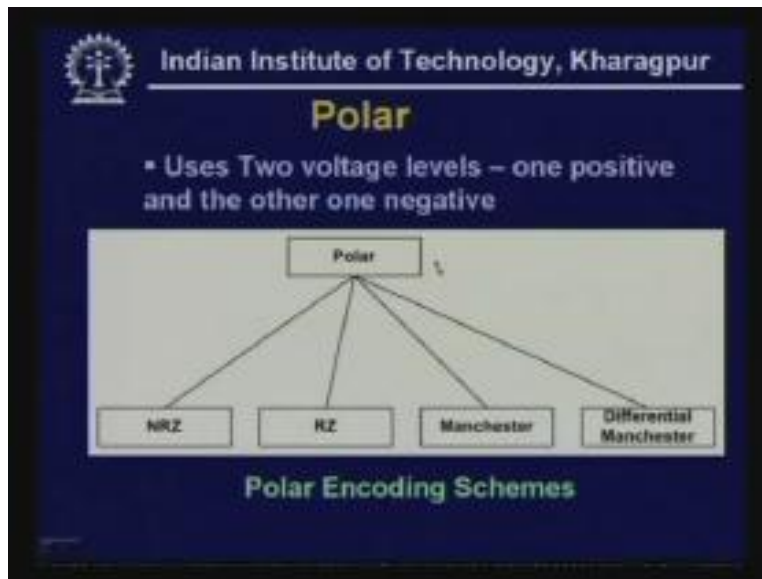 Indian Institute of Technology, Kharagpur
Polar
▪ Uses Two voltage levels – one positive
and the other one negative
Polar
NRZ
RZ
Manchester
Differential
Manchester
Polar Encoding Schemes